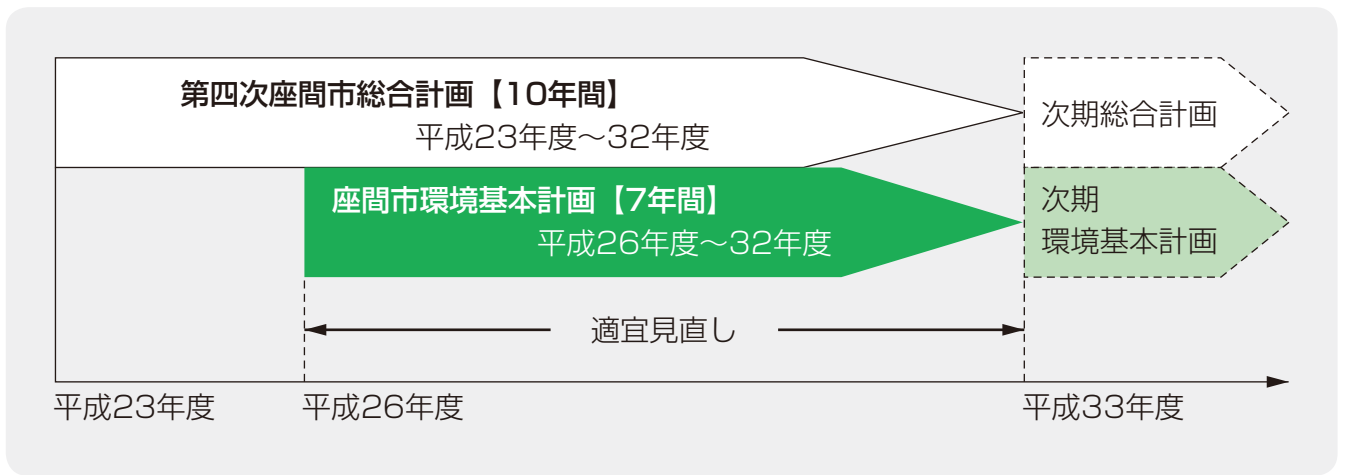 第四次座間市総合計画【10年間】
平成23年度～32年度
次期総合計画
座間市環境基本計画【7年間】
平成26年度～32年度
次期
環境基本計画
適宜見直し
平成23年度
平成26年度
平成33年度